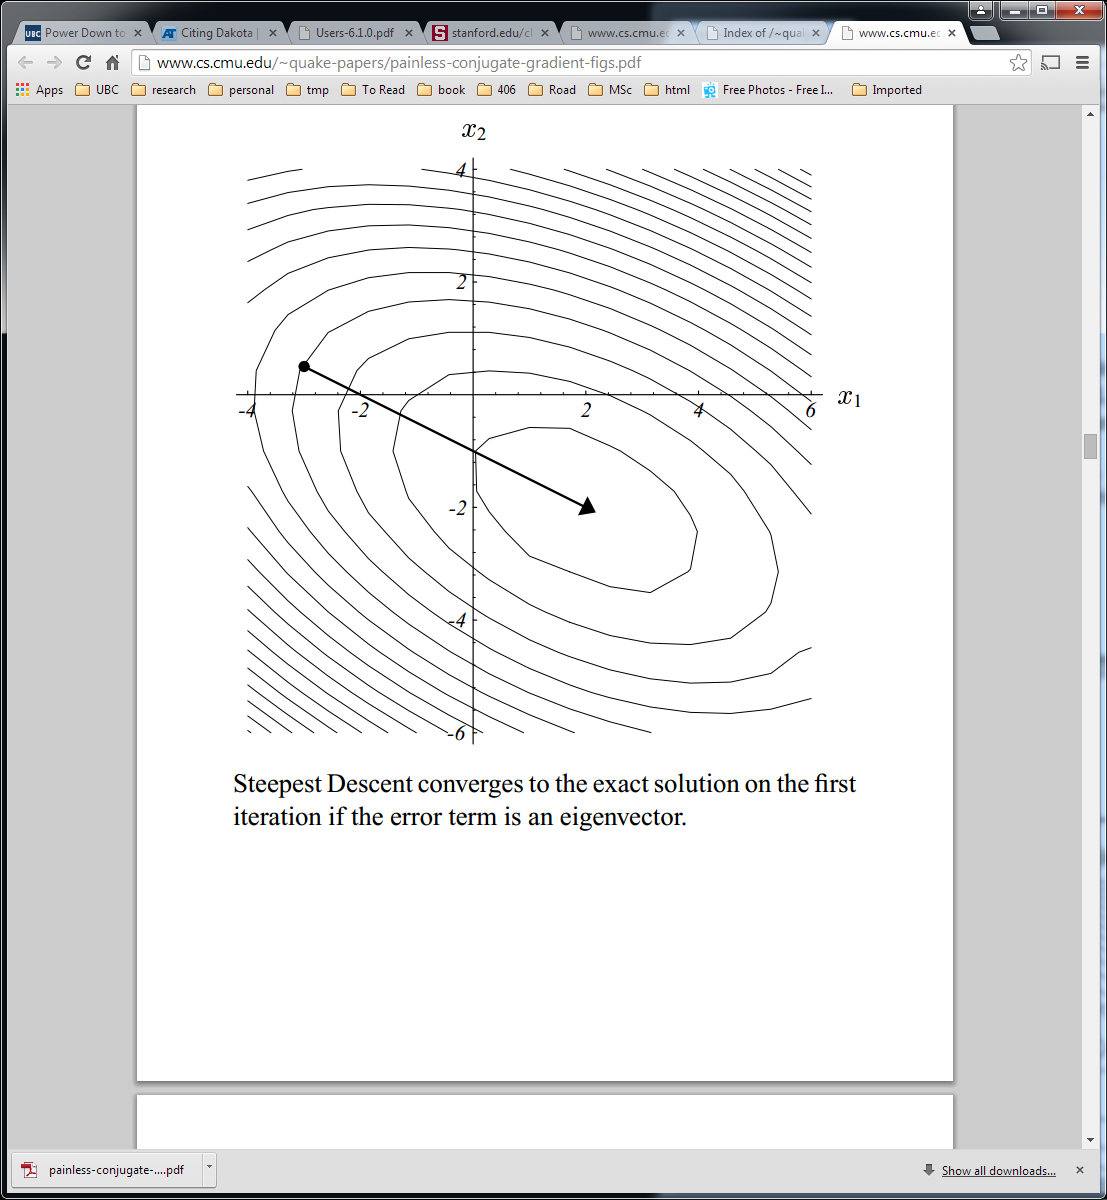 UBC Power Down to
Citing Dakota |
Users-6.1.0.pdf
S stanford.edu/cl
www.cs.cmu.ed
Index of /~qual
www.cs.cmu.ed
www.cs.cmu.edu/~quake-papers/painless-conjugate-gradient-figs.pdf
Apps UBC research personal tmp To Read book 406 Road MSc html Free Photos - Free I... Imported
x2
4
2
-4 -2 2 4 6 x1
-2
-4
-6
Steepest Descent converges to the exact solution on the first
iteration if the error term is an eigenvector.
painless-conjugate-....pdf
Show all downloads...